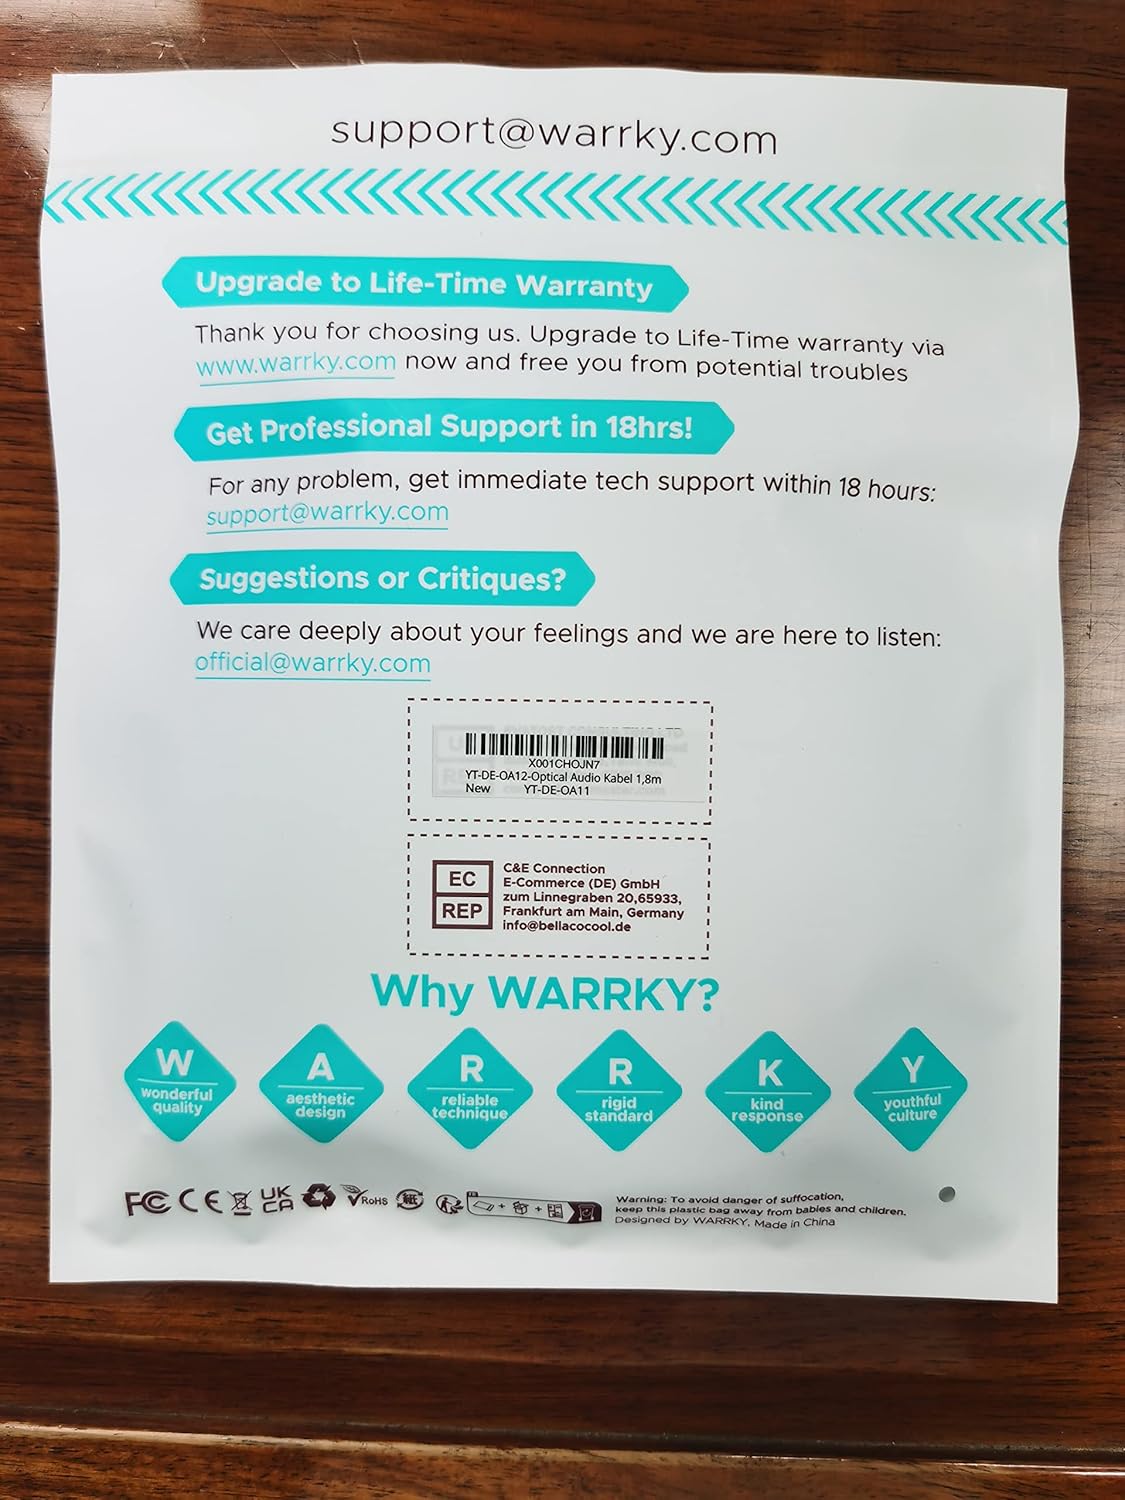 support@warrky.com
Upgrade to Life-Time Warranty
Thank you for choosing us. Upgrade to Life-Time warranty via
www.warrky.com now and free you from potential troubles
Get Professional Support in 18hrs!
For any problem, get immediate tech support within 18 hours:
support@warrky.com
Suggestions or Critiques?
We care deeply about your feelings and we are here to listen:
official@warrky.com
X001CHOJN7
YT-DE-OA12-Optical Audio Kabel 1,8m
New YT-DE-OA11
EC
REP
C&E Connection
E-Commerce (DE) GmbH
zum Linnegraben 20,65933,
Frankfurt am Main, Germany
info@bellacocool.de
Why WARRKY?
W
wonderful
quality
A
aesthetic
design
R
reliable
technique
R
rigid
standard
K
kind
response
Y
youthful
culture
FC CE UK
CA RoHS
Warning: To avoid danger of suffocation,
keep this plastic bag away from babies and children.
Designed by WARRKY, Made in China